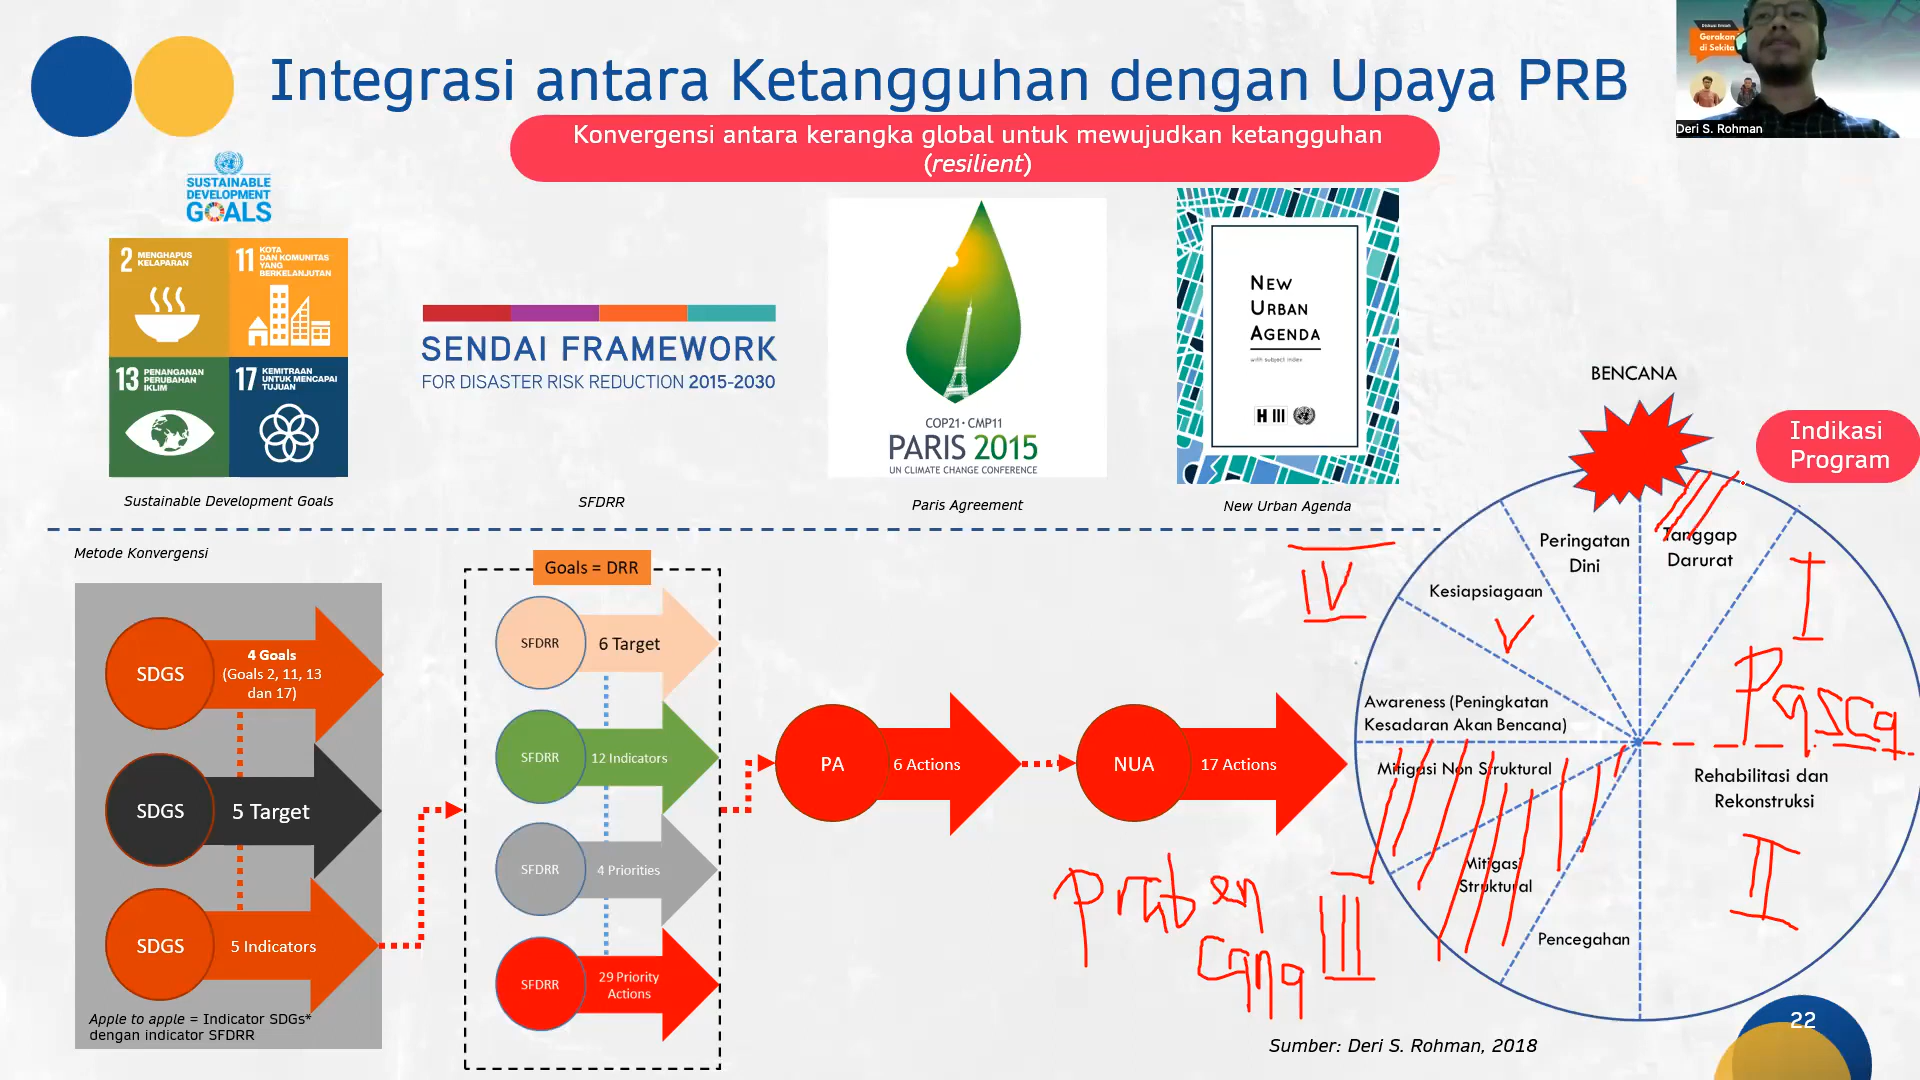 Integrasi antara Ketangguhan dengan Upaya PRB
Konvergensi antara kerangka global untuk mewujudkan ketangguhan
(resilient)
Gerakan
di Sekita
Deri S. Rohman
SUSTAINABLE
DEVELOPMENT
GOALS
2 MENGHAPUS
KELAPARAN
11 KOTA
DAN KOMUNITAS
YANG
BERKELANJUTAN
13 PENANGANAN
PERUBAHAN
IKLIM
17 KEMITRAAN
UNTUK MENCAPAI
TUJUAN
Sustainable Development Goals
SENDAI FRAMEWORK
FOR DISASTER RISK REDUCTION 2015-2030
SFDRR
COP21·CMP11
PARIS 2015
UN CLIMATE CHANGE CONFERENCE
Paris Agreement
NEW
URBAN
AGENDA
with subject index
H III
New Urban Agenda
Metode Konvergensi
SDGS
4 Goals
(Goals 2, 11, 13
dan 17)
SDGS
5 Target
SDGS
5 Indicators
Apple to apple = Indicator SDGs*
dengan indicator SFDRR
Goals = DRR
SFDRR
6 Target
SFDRR
12 Indicators
SFDRR
4 Priorities
SFDRR
29 Priority
Actions
PA
6 Actions
NUA
17 Actions
BENCANA
Indikasi
Program
Peringatan
Dini
Tanggap
Darurat
Kesiapsiagaan
Awareness (Peningkatan
Kesadaran Akan Bencana)
Mitigasi Non Struktural
Mitigasi
Struktural
Pencegahan
Rehabilitasi dan
Rekonstruksi
IV
I
V
Pasca
II
Praben
cana
III
Sumber: Deri S. Rohman, 2018
22